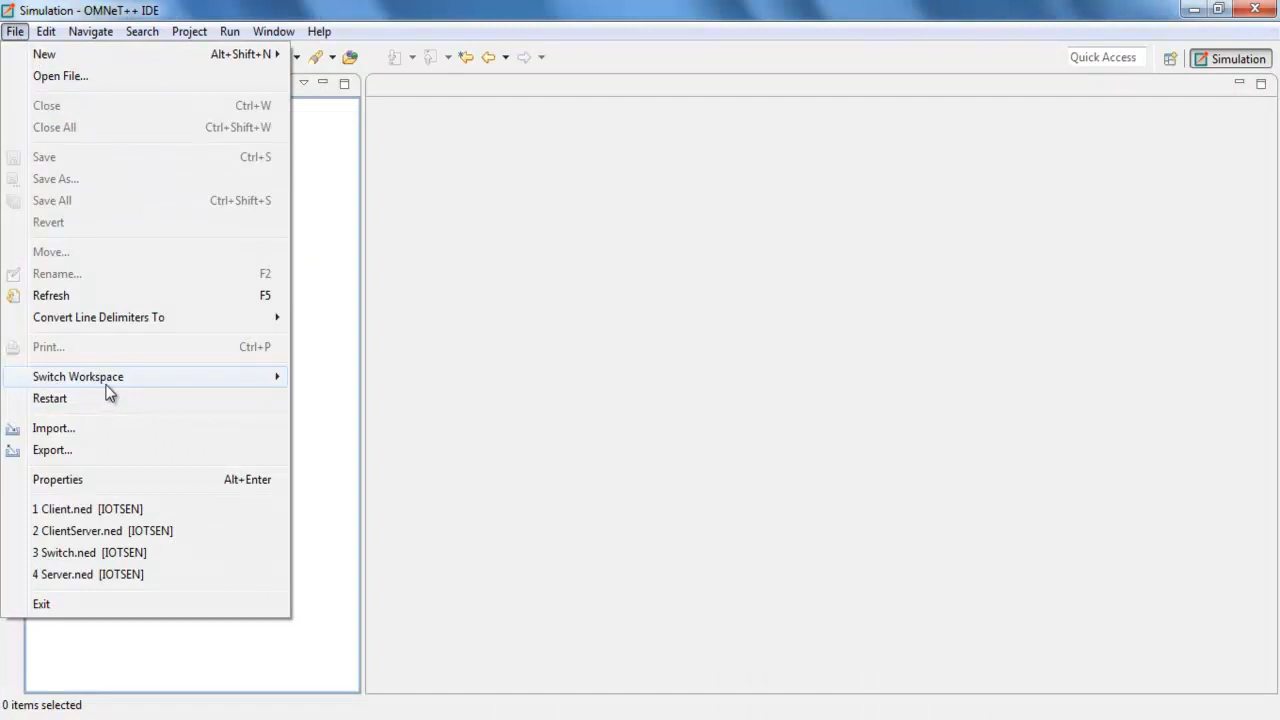 Simulation - OMNeT++ IDE
File Edit Navigate Search Project Run Window Help
New Alt+Shift+N
Open File...
Quick Access
Simulation
Close Ctrl+W
Close All Ctrl+Shift+W
Save Ctrl+S
Save As...
Save All Ctrl+Shift+S
Revert
Move...
Rename... F2
Refresh F5
Convert Line Delimiters To
Print... Ctrl+P
Switch Workspace
Restart
Import...
Export...
Properties Alt+Enter
1 Client.ned [IOTSEN]
2 ClientServer.ned [IOTSEN]
3 Switch.ned [IOTSEN]
4 Server.ned [IOTSEN]
Exit
0 items selected